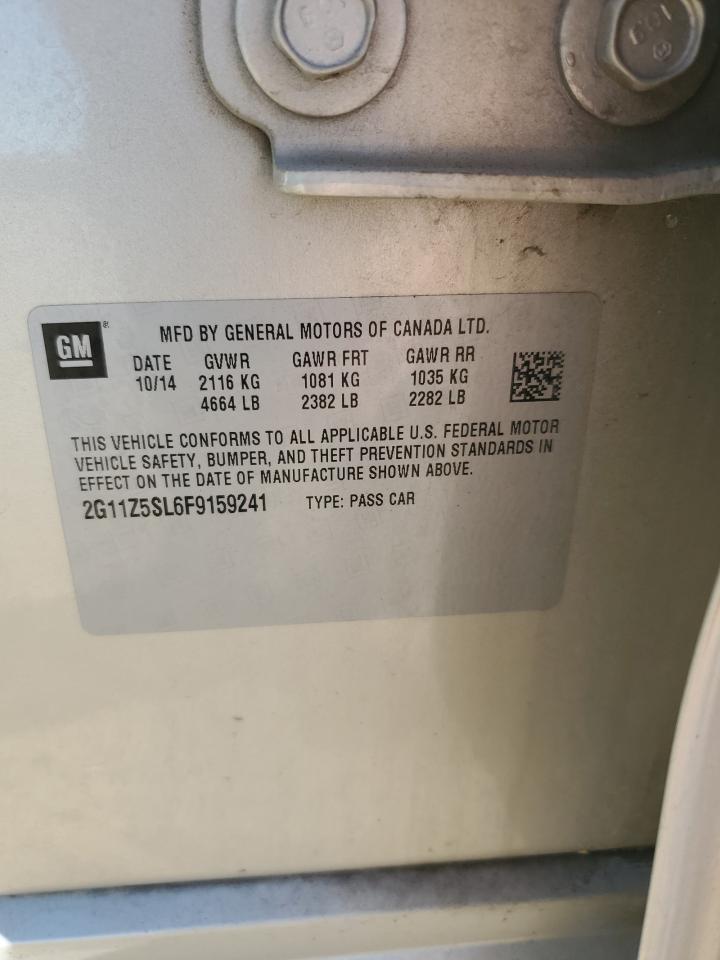 GM®
MFD BY GENERAL MOTORS OF CANADA LTD.
DATE GVWR GAWR FRT GAWR RR
10/14 2116 KG 1081 KG 1035 KG
4664 LB 2382 LB 2282 LB
THIS VEHICLE CONFORMS TO ALL APPLICABLE U.S. FEDERAL MOTOR
VEHICLE SAFETY, BUMPER, AND THEFT PREVENTION STANDARDS IN
EFFECT ON THE DATE OF MANUFACTURE SHOWN ABOVE.
2G11Z5SL6F9159241 TYPE: PASS CAR